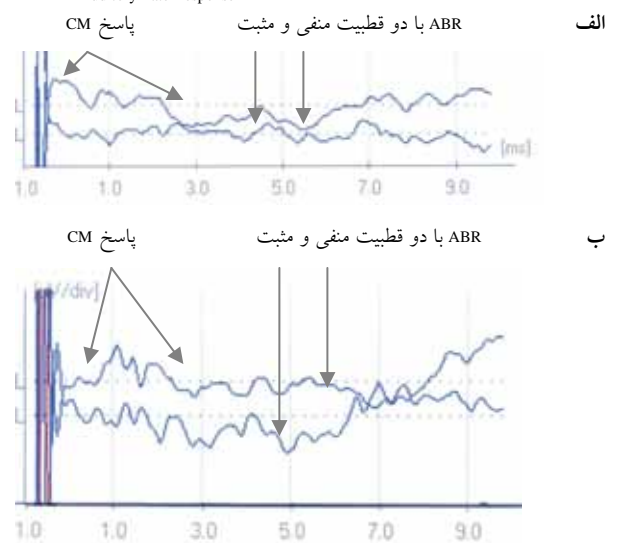 الف ABR با دو قطبیت منفی و مثبت پاسخ CM
[ms]
1.0 1.0 3.0 5.0 7.0 9.0
ب ABR با دو قطبیت منفی و مثبت پاسخ CM
1.0 1.0 3.0 5.0 7.0 9.0